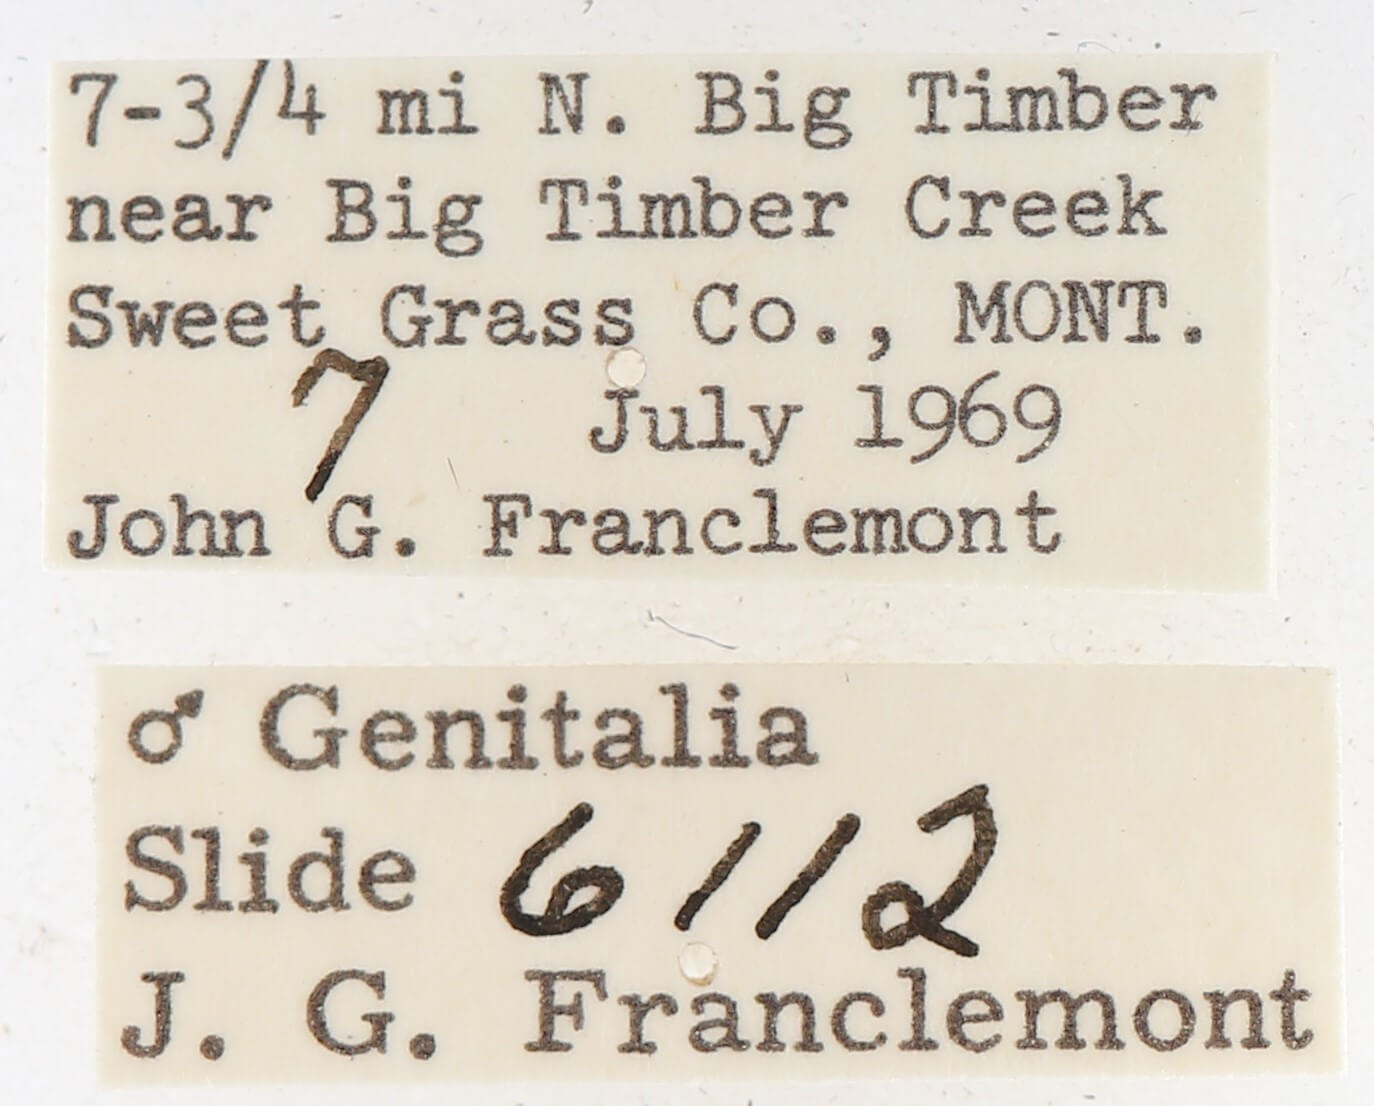 7-3/4 mi N. Big Timber
near Big Timber Creek
Sweet Grass Co., MONT.
7 July 1969
John G. Franclemont
♂ Genitalia
Slide 6112
J. G. Franclemont